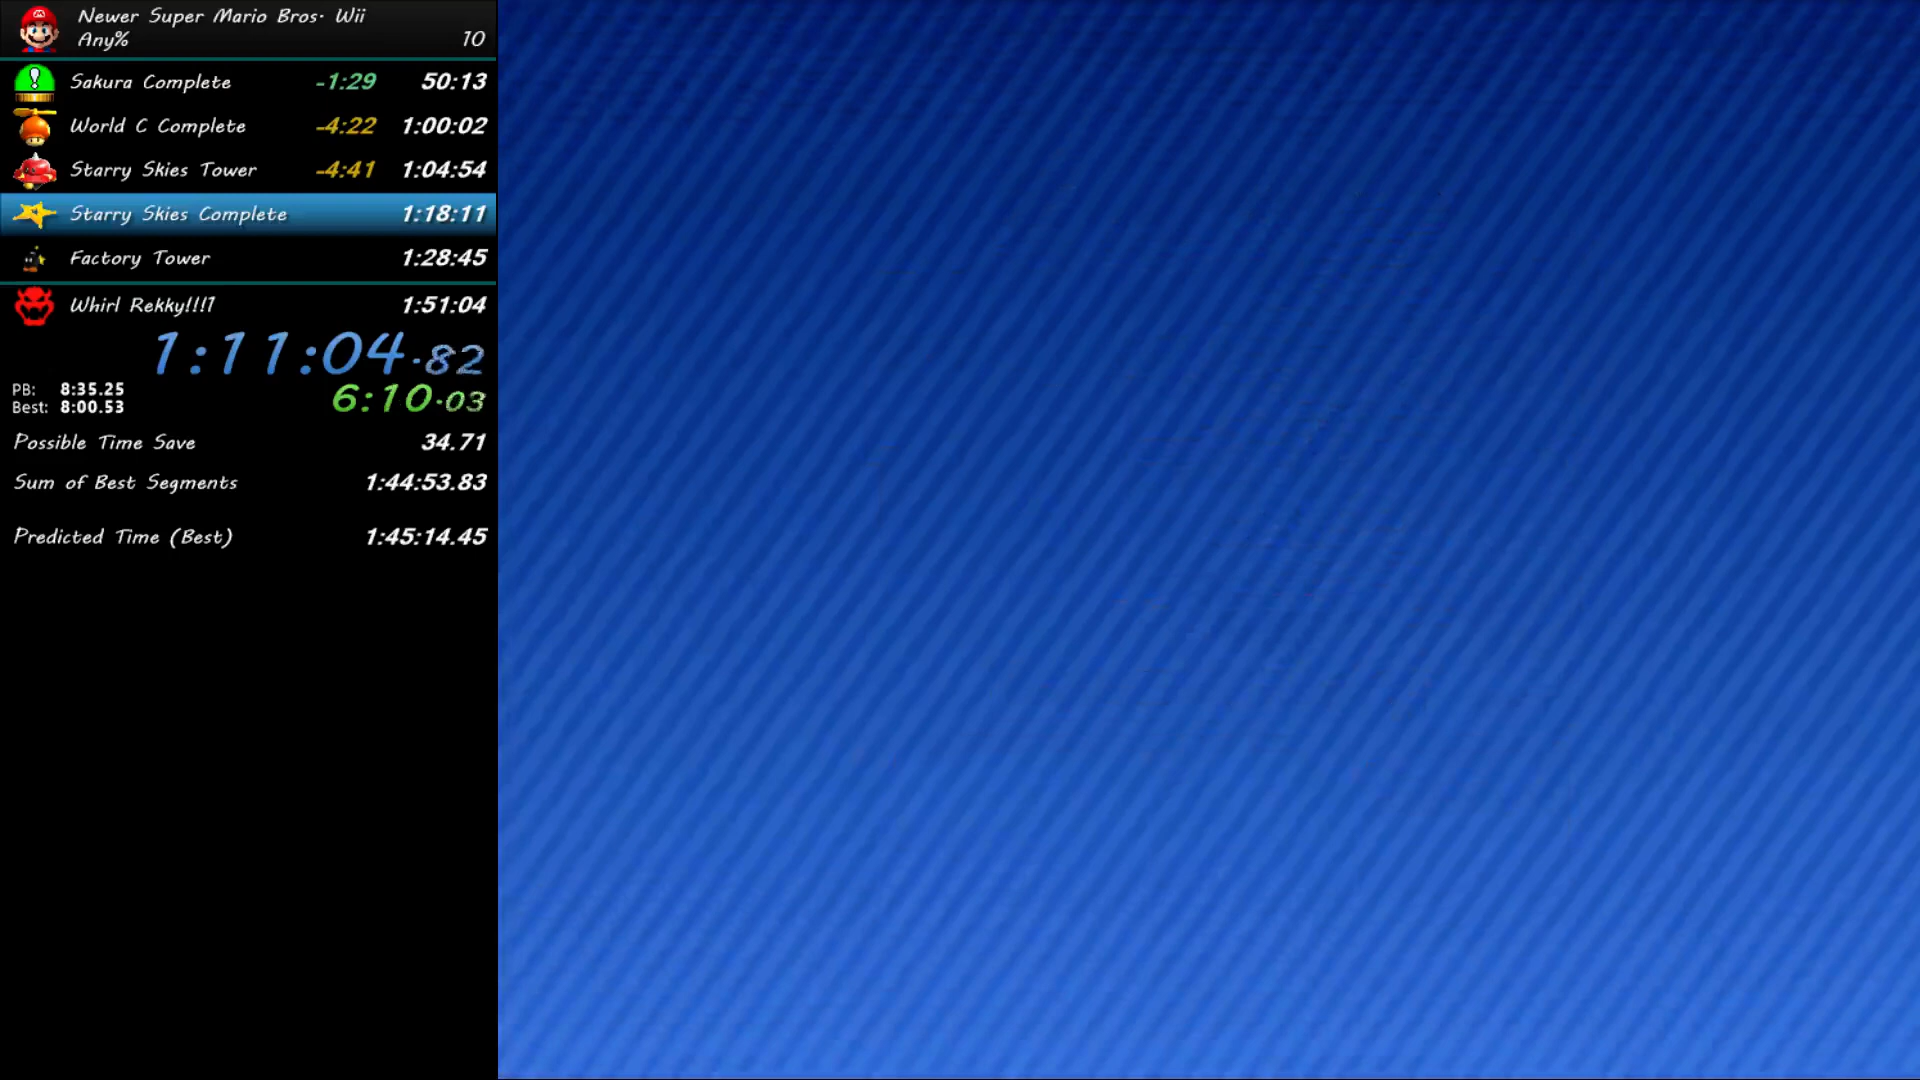 Newer Super Mario Bros. Wii
Any% 10
Sakura Complete -1:29 50:13
World C Complete -4:22 1:00:02
Starry Skies Tower -4:41 1:04:54
Starry Skies Complete 1:18:11
Factory Tower 1:28:45
Whirl Rekky!!!1 1:51:04
1:11:04.82
PB: 8:35.25
Best: 8:00.53
6:10.03
Possible Time Save 34.71
Sum of Best Segments 1:44:53.83
Predicted Time (Best) 1:45:14.45